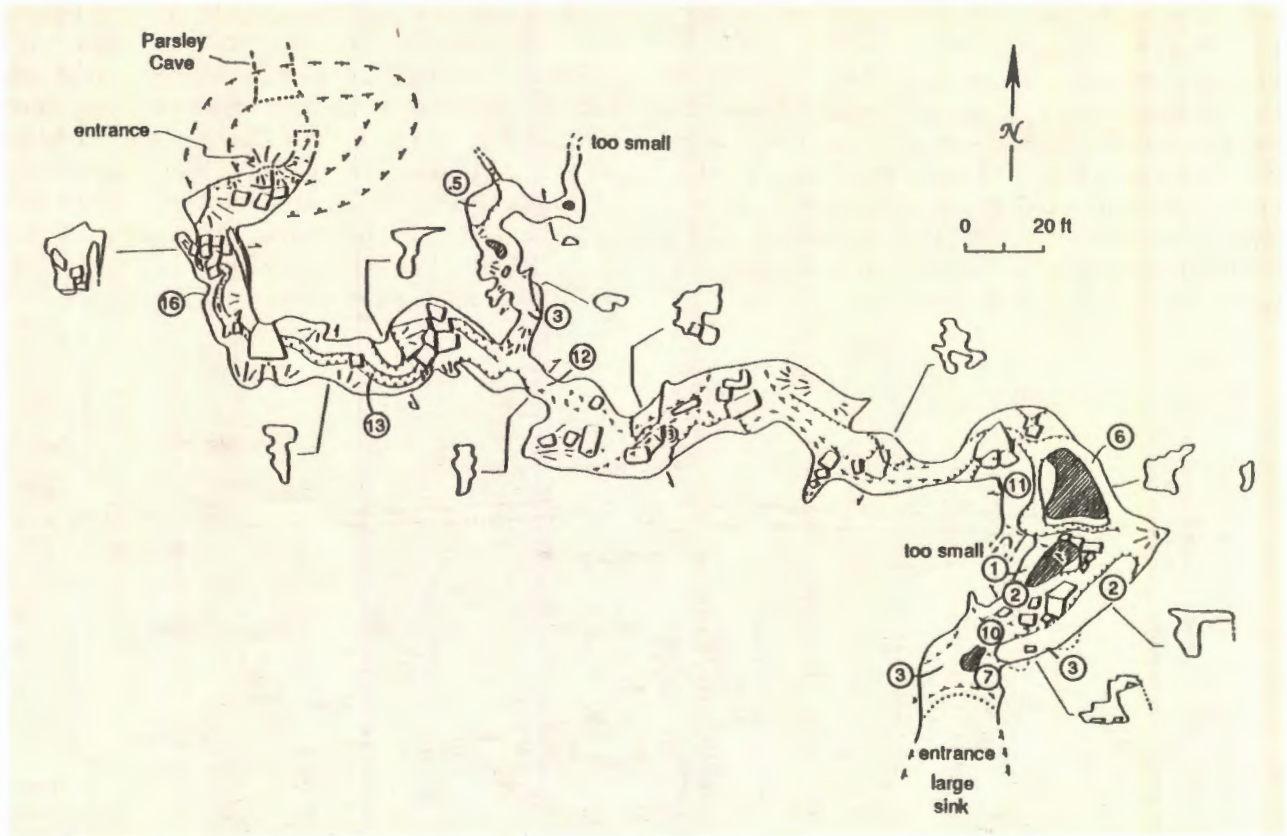 Parsley
Cave
entrance
too small
N
0 20 ft
.5
3
16
12
13
6
11
too small
1
2
2
10
3
7
3
entrance
large
sink